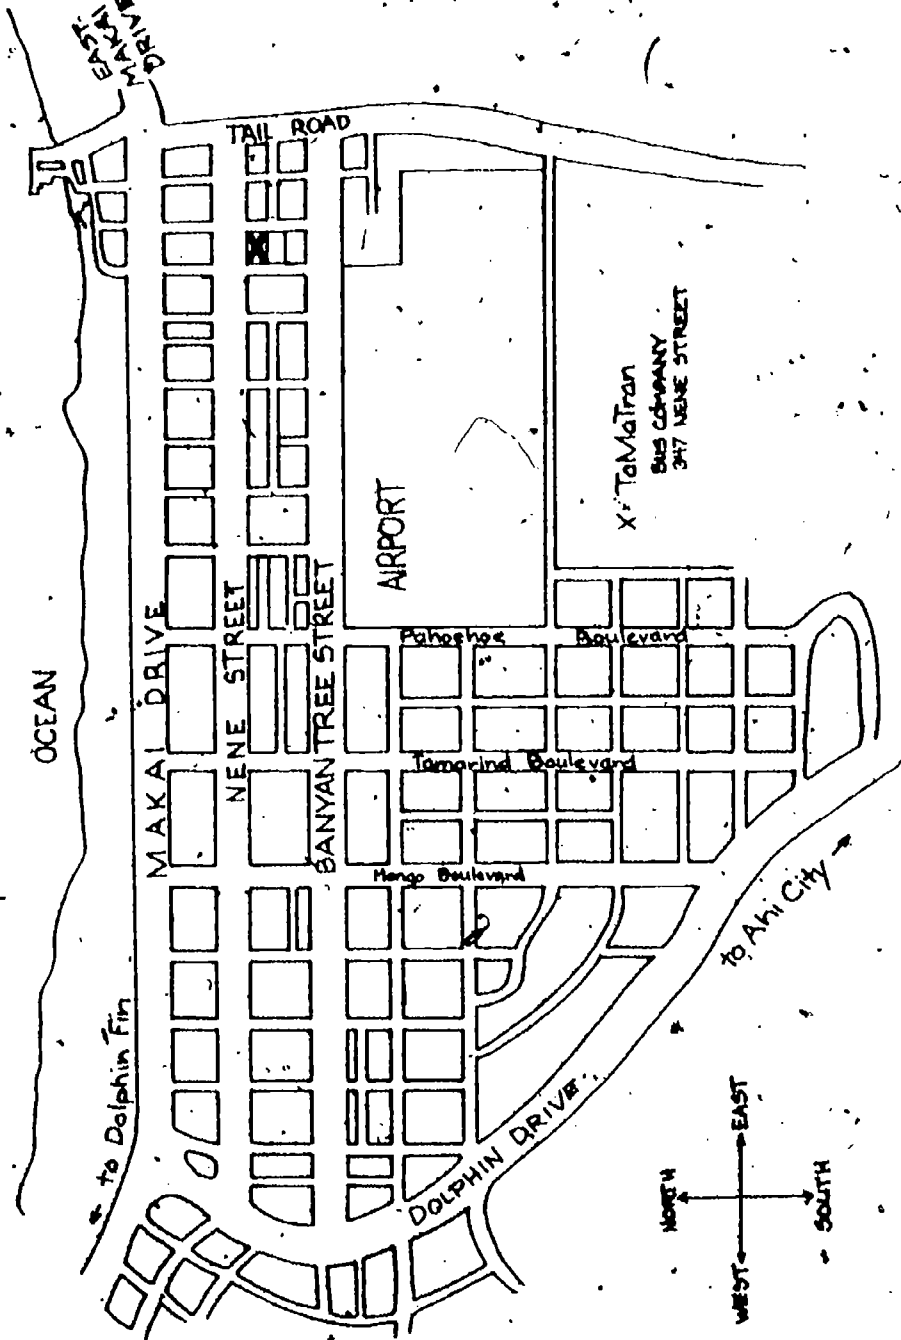 EAST
MAKAI
DRIVE
TAIL ROAD
X= ToMaTran
BUS COMPANY
347 NENE STREET
AIRPORT
OCEAN
MAKAI DRIVE
NENE STREET
BANYAN TREE STREET
Pahoehoe Boulevard
Tamarind Boulevard
Mango Boulevard
to Ahi City
to Dolphin Fin
DOLPHIN DRIVE
NORTH
EAST
WEST
SOUTH